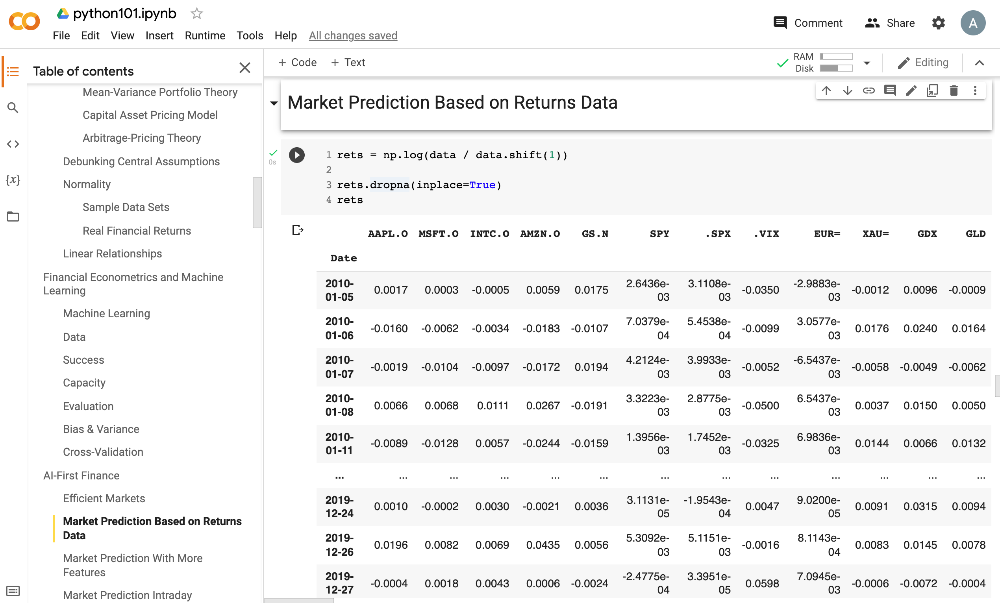 python101.ipynb
File Edit View Insert Runtime Tools Help All changes saved
Comment Share A
Table of contents
Mean-Variance Portfolio Theory
Capital Asset Pricing Model
Arbitrage-Pricing Theory
Debunking Central Assumptions
Normality
Sample Data Sets
Real Financial Returns
Linear Relationships
Financial Econometrics and Machine
Learning
Machine Learning
Data
Success
Capacity
Evaluation
Bias & Variance
Cross-Validation
AI-First Finance
Efficient Markets
Market Prediction Based on Returns
Data
Market Prediction With More
Features
Market Prediction Intraday
{x}
+ Code + Text
RAM
Disk
Editing
Market Prediction Based on Returns Data
0s
1 rets = np.log(data / data.shift(1))
2
3 rets.dropna(inplace=True)
4 rets
AAPL.O MSFT.O INTC.O AMZN.O GS.N SPY .SPX .VIX EUR= XAU= GDX GLD
Date
2010-01-05 0.0017 0.0003 -0.0005 0.0059 0.0175 2.6436e-03 3.1108e-03 -0.0350 -2.9883e-03 -0.0012 0.0096 -0.0009
2010-01-06 -0.0160 -0.0062 -0.0034 -0.0183 -0.0107 7.0379e-04 5.4538e-04 -0.0099 3.0577e-03 0.0176 0.0240 0.0164
2010-01-07 -0.0019 -0.0104 -0.0097 -0.0172 0.0194 4.2124e-03 3.9933e-03 -0.0052 -6.5437e-03 -0.0058 -0.0049 -0.0062
2010-01-08 0.0066 0.0068 0.0111 0.0267 -0.0191 3.3223e-03 2.8775e-03 -0.0500 6.5437e-03 0.0037 0.0150 0.0050
2010-01-11 -0.0089 -0.0128 0.0057 -0.0244 -0.0159 1.3956e-03 1.7452e-03 -0.0325 6.9836e-03 0.0144 0.0066 0.0132
... ... ... ... ... ... ... ... ... ... ... ... ...
2019-12-24 0.0010 -0.0002 0.0030 -0.0021 0.0036 3.1131e-05 -1.9543e-04 0.0047 9.0200e-05 0.0091 0.0315 0.0094
2019-12-26 0.0196 0.0082 0.0069 0.0435 0.0056 5.3092e-03 5.1151e-03 -0.0016 8.1143e-04 0.0083 0.0145 0.0078
2019-12-27 -0.0004 0.0018 0.0043 0.0006 -0.0024 -2.4775e-04 3.3951e-05 0.0598 7.0945e-03 -0.0006 -0.0072 -0.0004